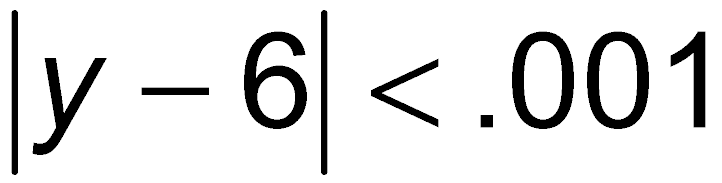 |y − 6| < .001